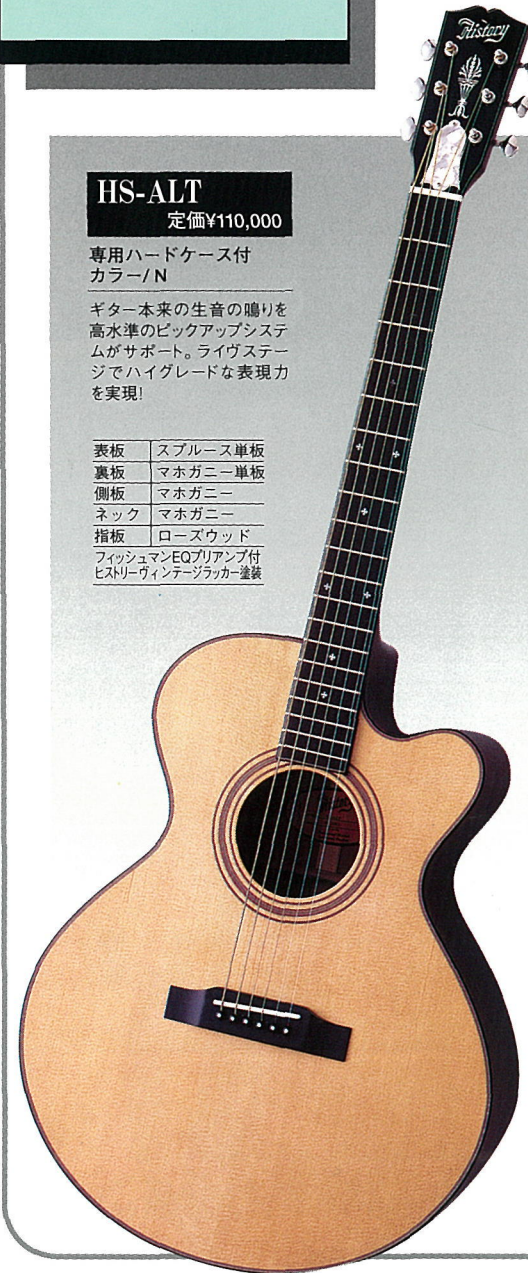 History
HS-ALT
定価¥110,000
専用ハードケース付
カラー/N
ギター本来の生音の鳴りを
高水準のピックアップシステ
ムがサポート。ライヴステー
ジでハイグレードな表現力
を実現!
表板 スプルース単板
裏板 マホガニー単板
側板 マホガニー
ネック マホガニー
指板 ローズウッド
フィッシュマンEQプリアンプ付
ヒストリーヴィンテージラッカー塗装